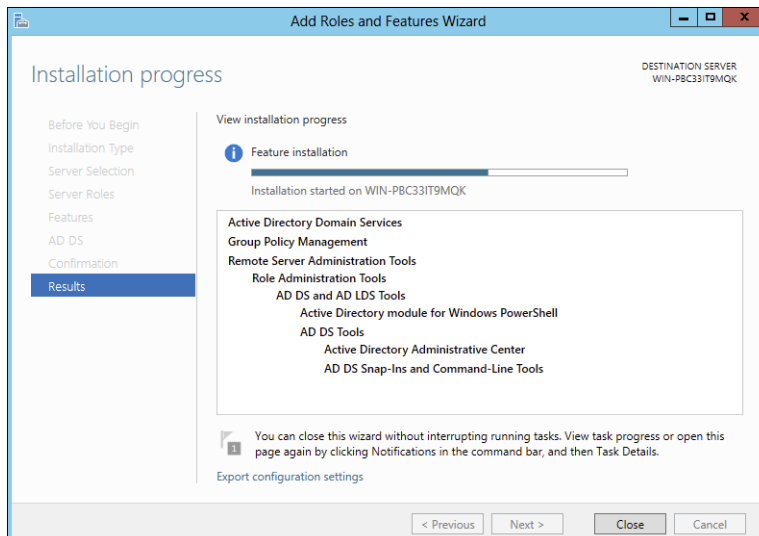 Add Roles and Features Wizard
Installation progress
DESTINATION SERVER
WIN-PBC33IT9MQK
Before You Begin
Installation Type
Server Selection
Server Roles
Features
AD DS
Confirmation
Results
View installation progress
Feature installation
Installation started on WIN-PBC33IT9MQK
Active Directory Domain Services
Group Policy Management
Remote Server Administration Tools
Role Administration Tools
AD DS and AD LDS Tools
Active Directory module for Windows PowerShell
AD DS Tools
Active Directory Administrative Center
AD DS Snap-Ins and Command-Line Tools
1
You can close this wizard without interrupting running tasks. View task progress or open this
page again by clicking Notifications in the command bar, and then Task Details.
Export configuration settings
< Previous
Next >
Close
Cancel